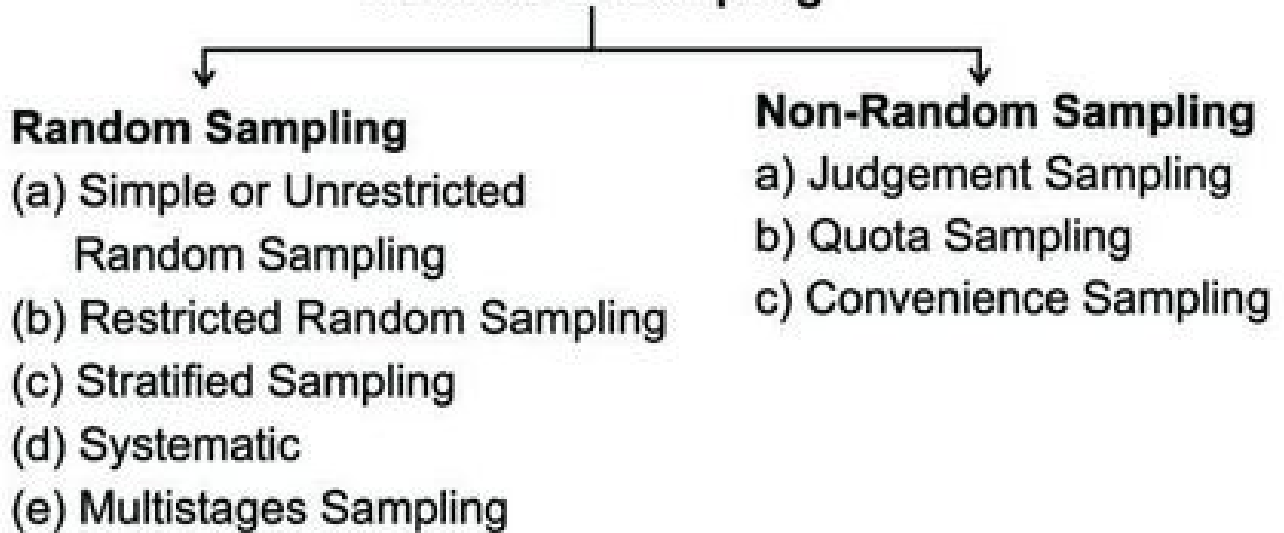 Random Sampling
(a) Simple or Unrestricted
Random Sampling
(b) Restricted Random Sampling
(c) Stratified Sampling
(d) Systematic
(e) Multistages Sampling
Non-Random Sampling
a) Judgement Sampling
b) Quota Sampling
c) Convenience Sampling